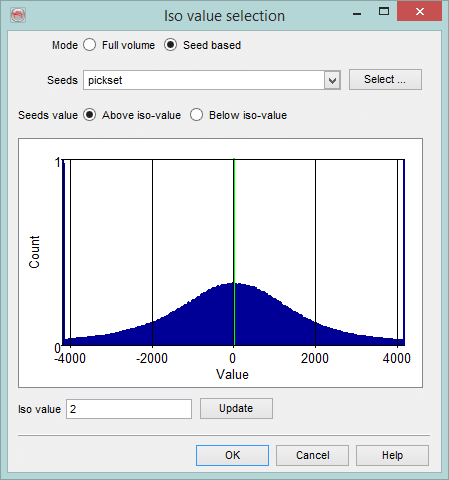 Iso value selection
Mode Full volume Seed based
Seeds pickset Select ...
Seeds value Above iso-value Below iso-value
1
Count
0
-4000 -2000 0 2000 4000
Value
Iso value 2 Update
OK Cancel Help